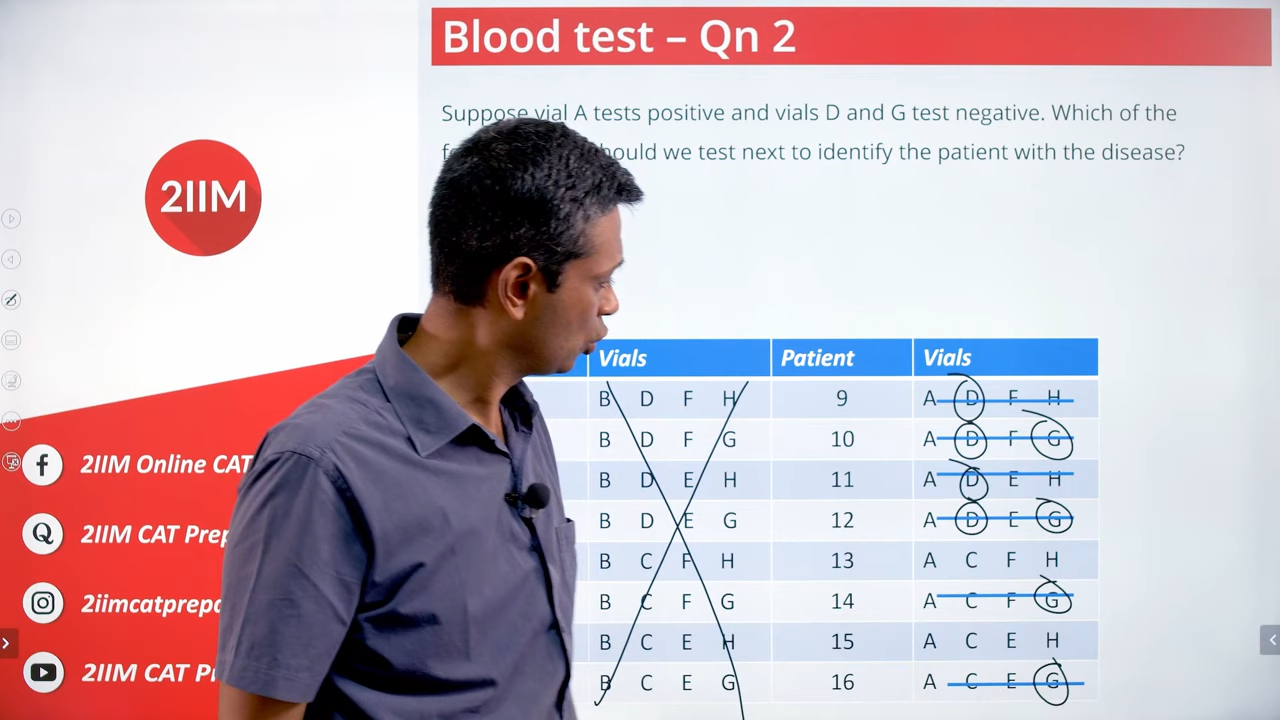 Blood test – Qn 2
Suppose vial A tests positive and vials D and G test negative. Which of the
should we test next to identify the patient with the disease?
2IIM
Vials Patient Vials
B D F H 9 A D F H
B D F G 10 A D F G
B D E H 11 A D E H
B D E G 12 A D E G
B C F H 13 A C F H
B C F G 14 A C F G
B C E H 15 A C E H
B C E G 16 A C E G
2IIM Online CAT
2IIM CAT Prep
2iimcatprepa
2IIM CAT